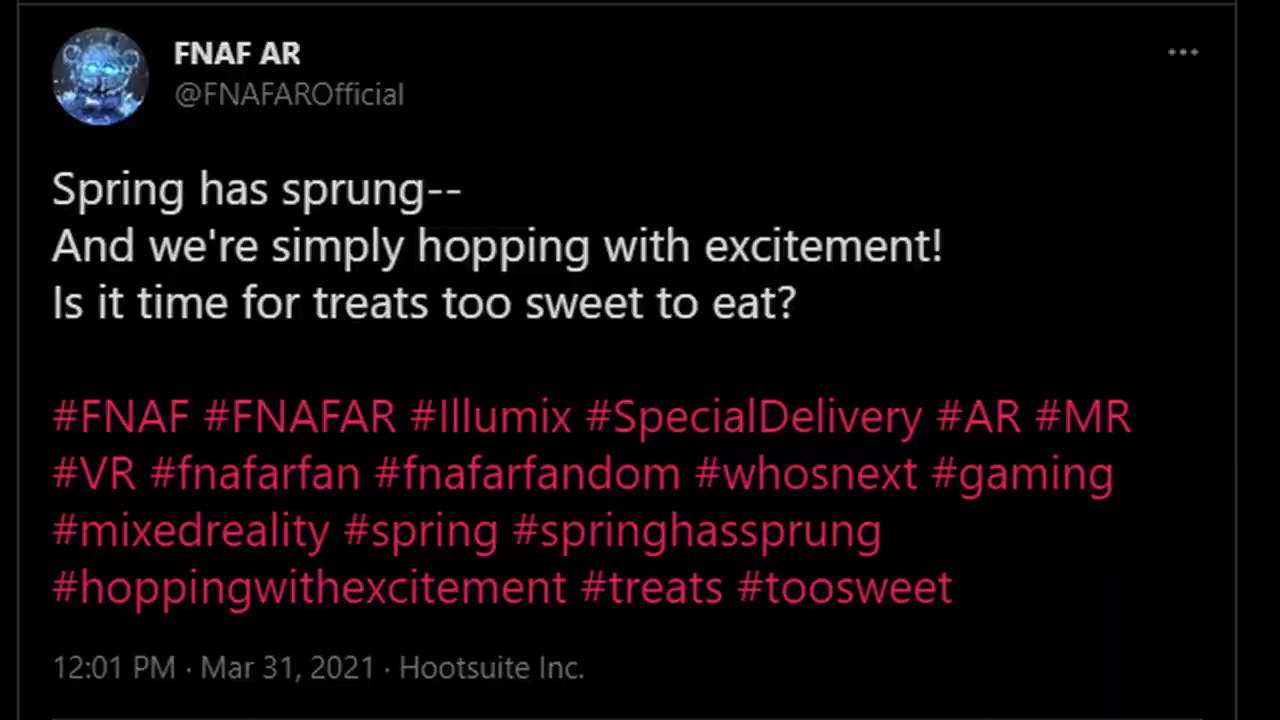 FNAF AR
@FNAFAROfficial
Spring has sprung--
And we're simply hopping with excitement!
Is it time for treats too sweet to eat?
#FNAF #FNAFAR #Illumix #SpecialDelivery #AR #MR
#VR #fnafarfan #fnafarfandom #whosnext #gaming
#mixedreality #spring #springhassprung
#hoppingwithexcitement #treats #toosweet
12:01 PM · Mar 31, 2021 · Hootsuite Inc.